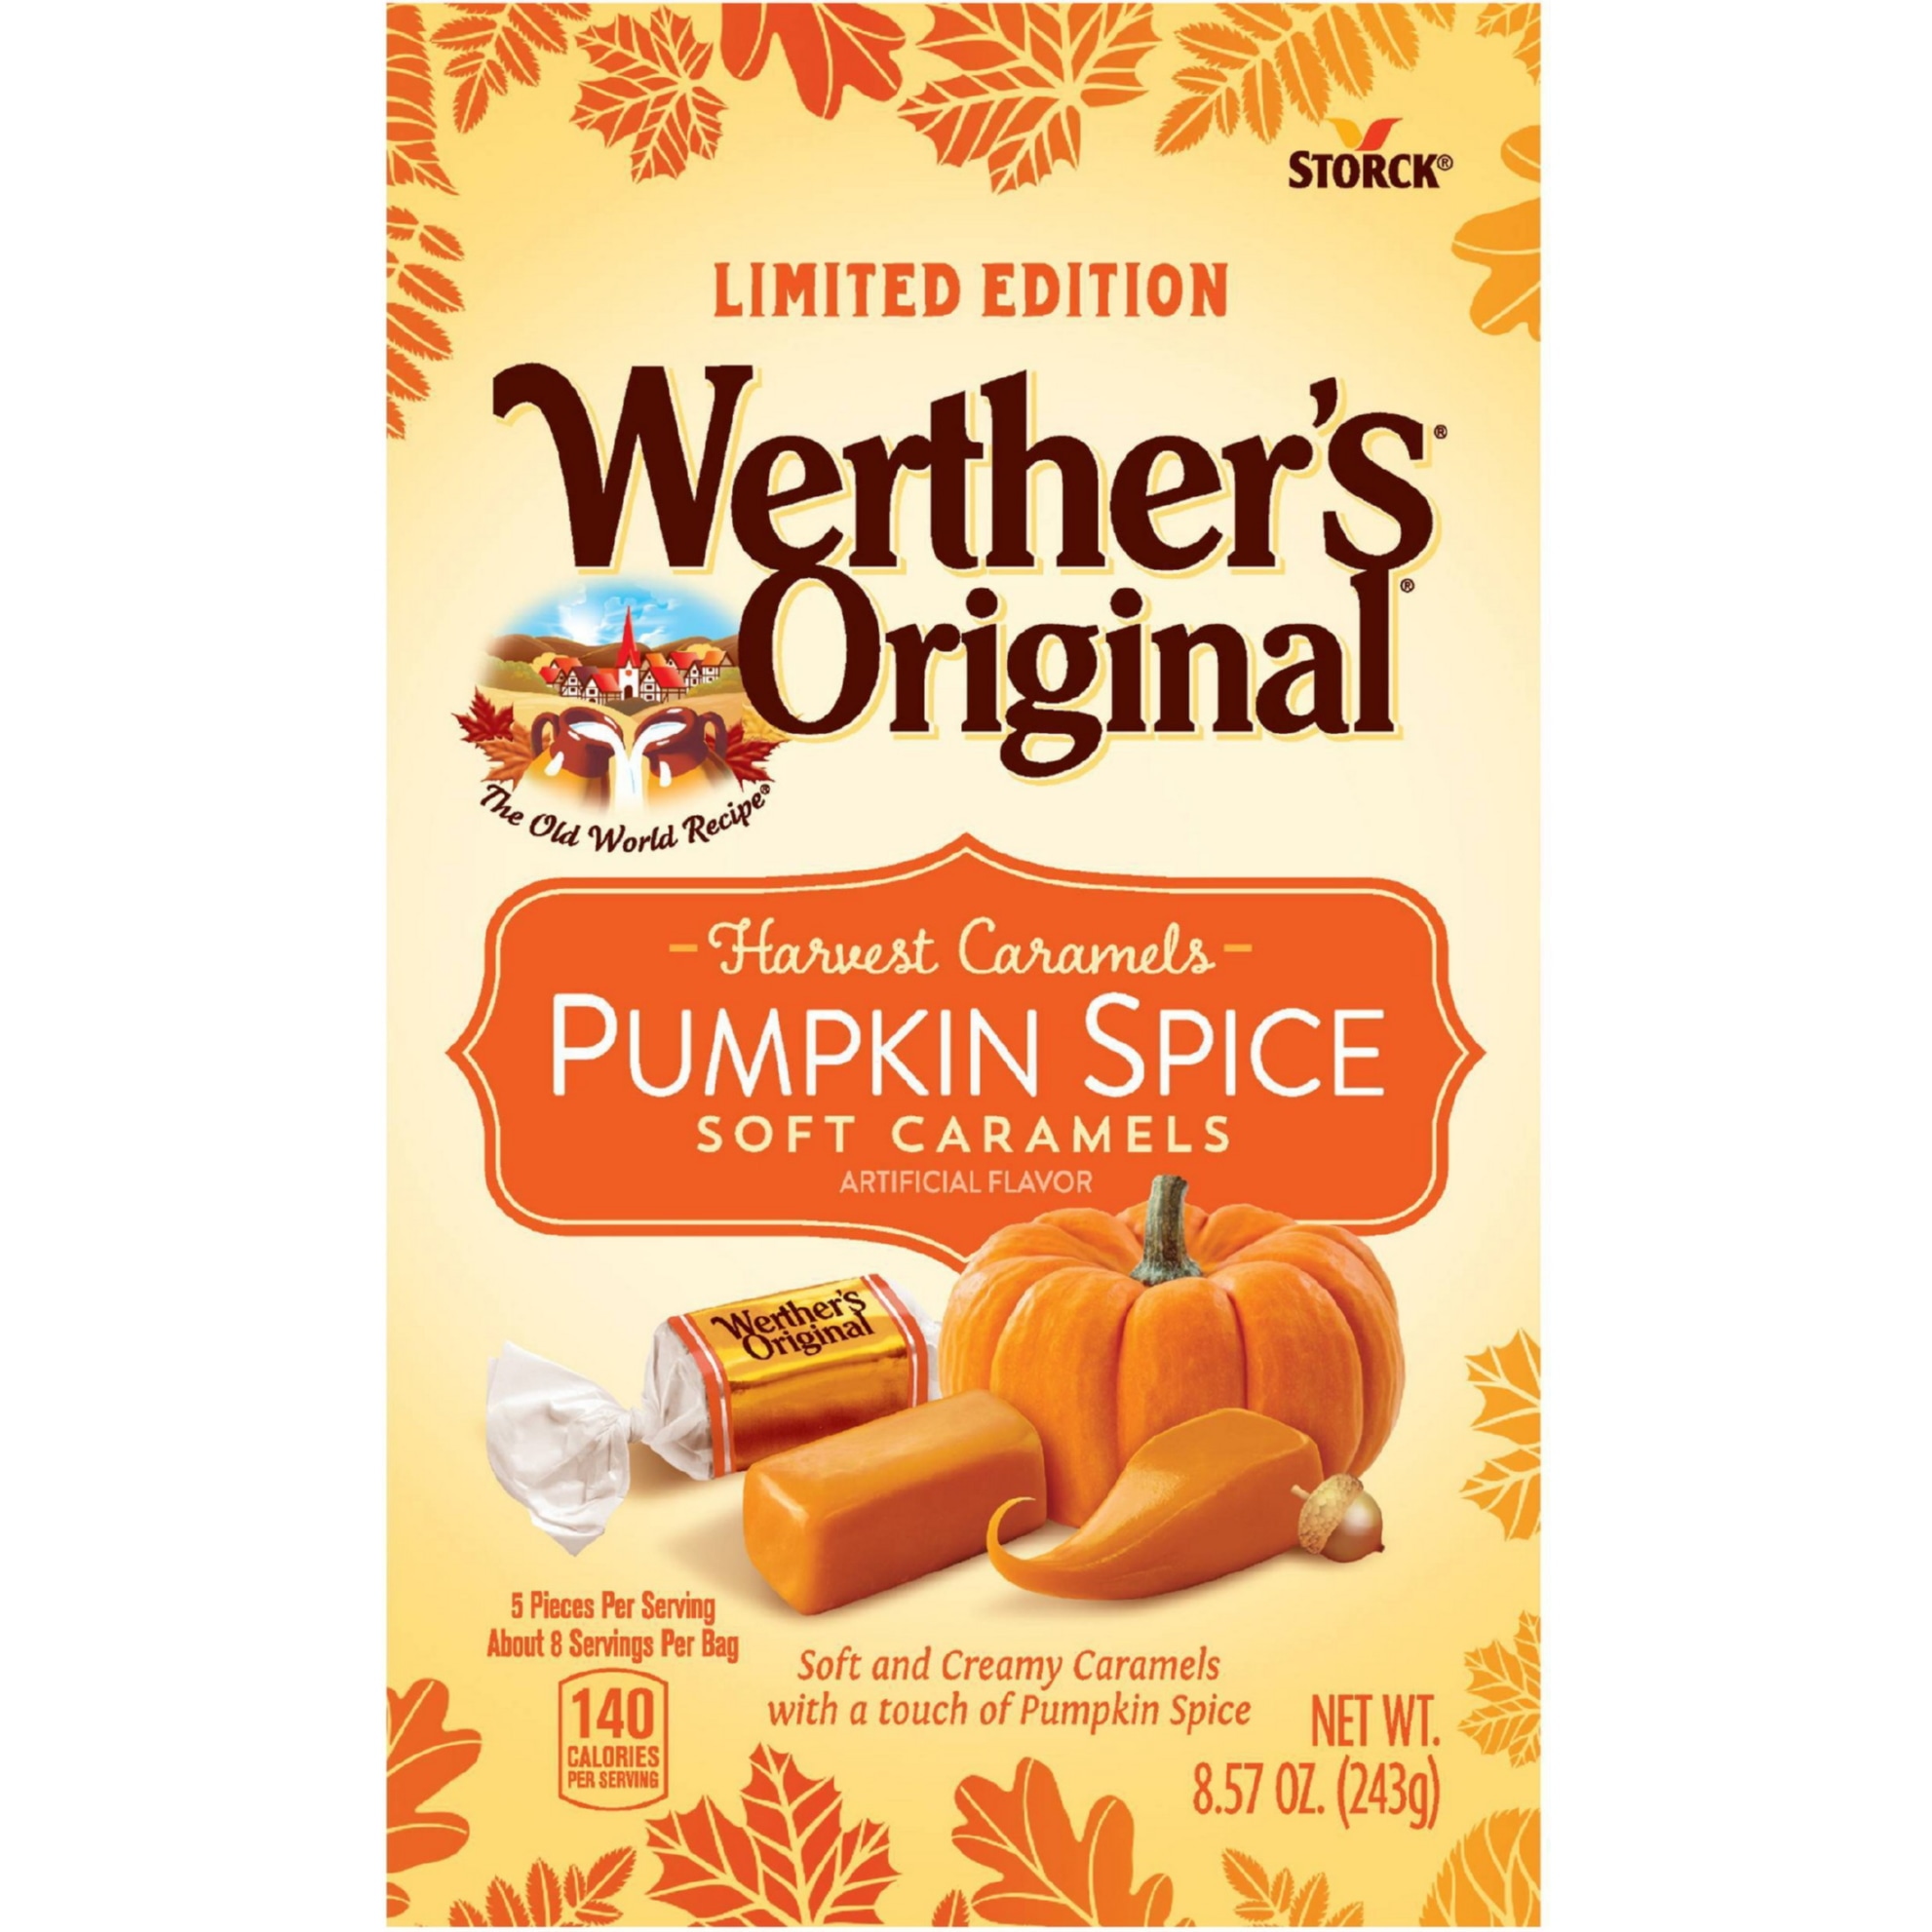 STORCK®
LIMITED EDITION
Werther's®
Original®
The Old World Recipe®
- Harvest Caramels -
PUMPKIN SPICE
SOFT CARAMELS
ARTIFICIAL FLAVOR
Werther's
Original
5 Pieces Per Serving
About 8 Servings Per Bag
140
CALORIES
PER SERVING
Soft and Creamy Caramels
with a touch of Pumpkin Spice
NET WT.
8.57 OZ. (243g)